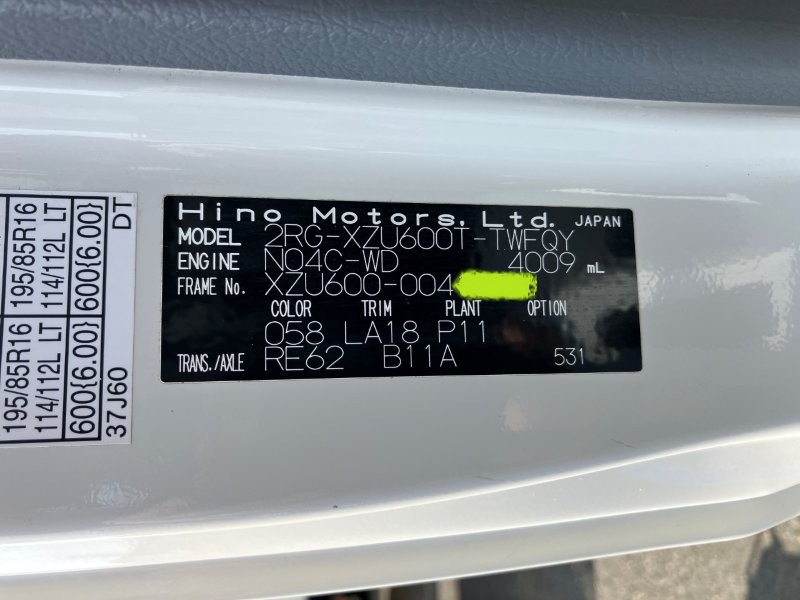 Hino Motors, Ltd. JAPAN
MODEL 2RG-XZU600T-TWFQY
ENGINE N04C-WD 4009 mL
FRAME No. XZU600-004
COLOR TRIM PLANT OPTION
058 LA18 P11
TRANS./AXLE RE62 B11A 531
195/85R16
114/112L LT
600{6.00}
37J60
195/85R16
114/112L LT
600{6.00}
DT